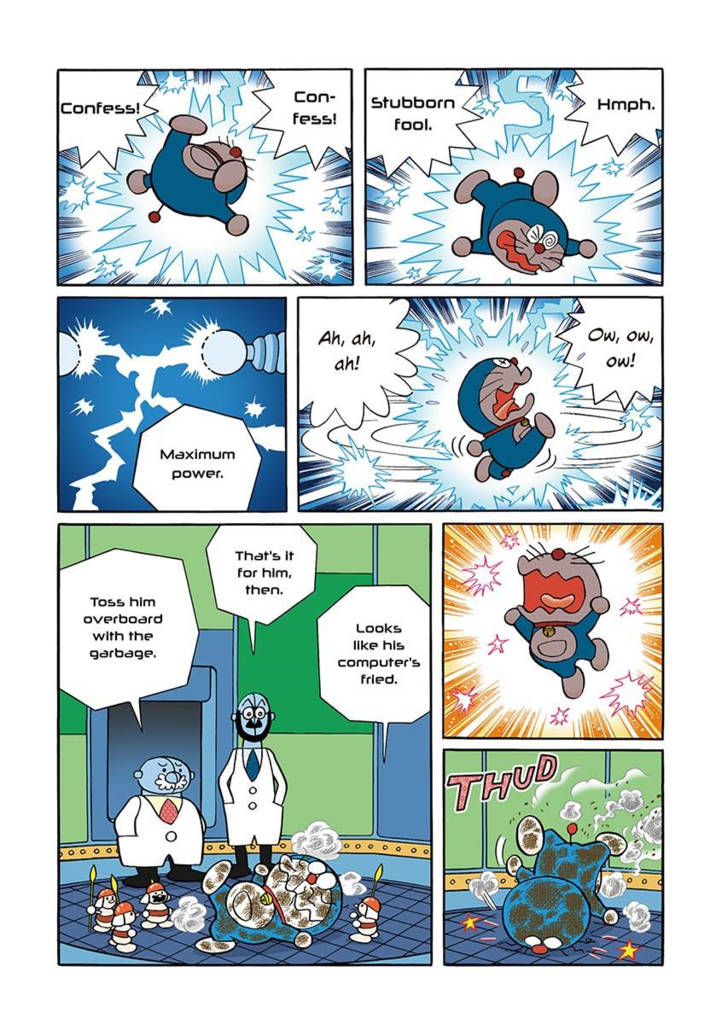 Hmph.
Stubborn
fool.
Con-
fess!
Confess!
Ow, ow,
ow!
Ah, ah,
ah!
Maximum
power.
THUD
Looks
like his
computer's
fried.
That's it
for him,
then.
Toss him
overboard
with the
garbage.